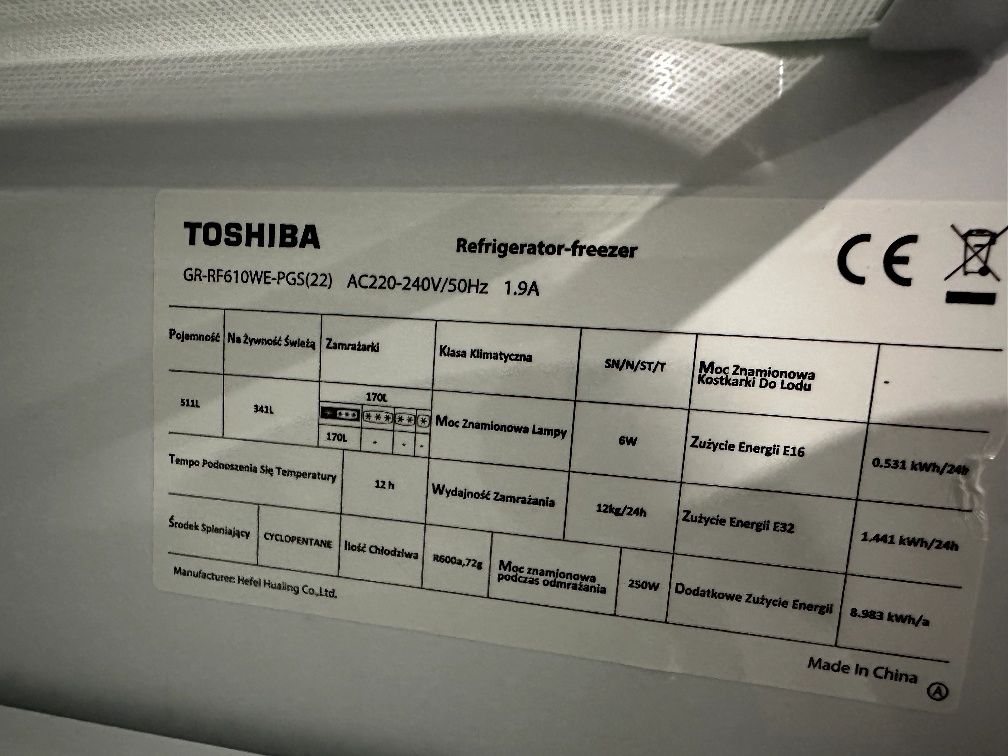 TOSHIBA
Refrigerator-freezer
CE
GR-RF610WE-PGS(22) AC220-240V/50Hz 1.9A
Pojemność
Na Żywność Świeżą
Zamrażarki
Klasa Klimatyczna
SN/N/ST/T
Moc Znamionowa
Kostkarki Do Lodu
-
511L
341L
170L
170L
-
-
-
Moc Znamionowa Lampy
6W
Zużycie Energii E16
0.531 kWh/24h
Tempo Podnoszenia Się Temperatury
12 h
Wydajność Zamrażania
12kg/24h
Zużycie Energii E32
1.441 kWh/24h
Środek Spleniający
CYCLOPENTANE
Ilość Chłodziwa
R600a,72g
Moc znamionowa
podczas odmrażania
250W
Dodatkowe Zużycie Energii
8.983 kWh/a
Manufacturer: Hefei Hualing Co.,Ltd.
Made In China
A